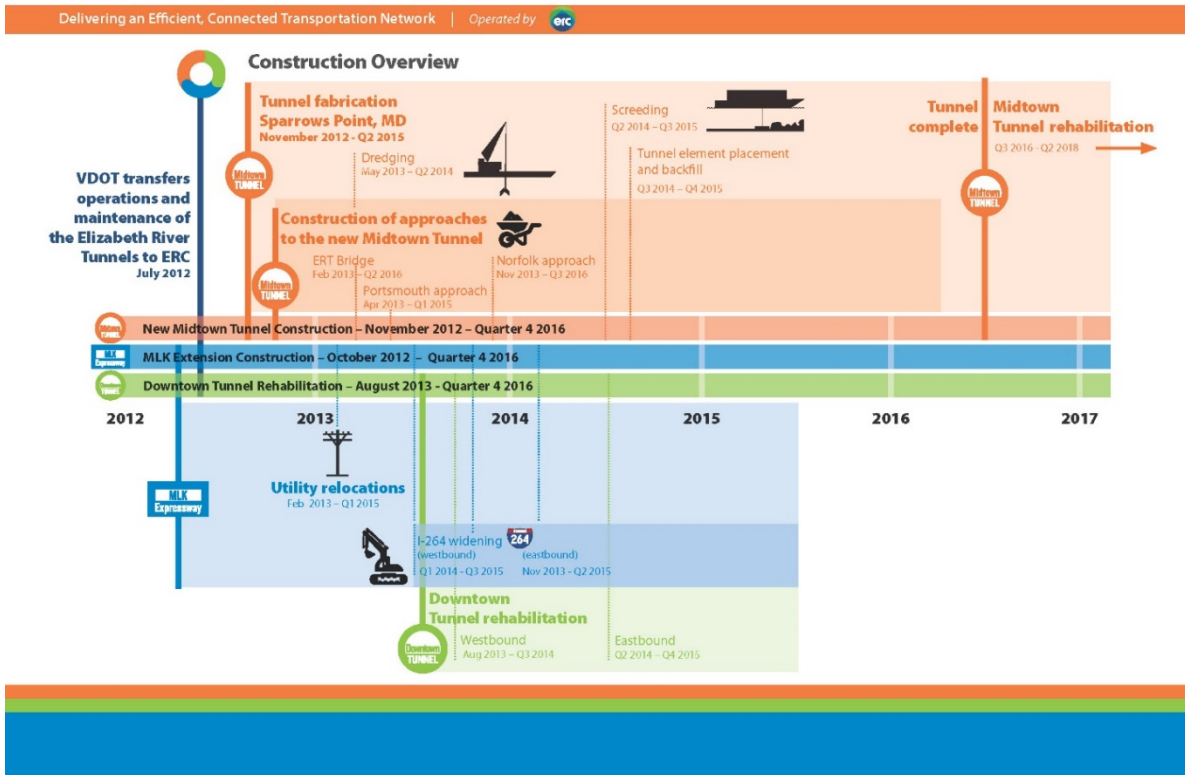 Delivering an Efficient, Connected Transportation Network | Operated by erc
Construction Overview
Tunnel fabrication
Sparrows Point, MD
November 2012 - Q2 2015
Midtown
TUNNEL
Dredging
May 2013 – Q2 2014
Screeding
Q2 2014 – Q3 2015
Tunnel element placement
and backfill
Q3 2014 – Q4 2015
Tunnel
complete
Midtown
Tunnel rehabilitation
Q3 2016 - Q2 2018
Midtown
TUNNEL
VDOT transfers
operations and
maintenance of
the Elizabeth River
Tunnels to ERC
July 2012
Construction of approaches
to the new Midtown Tunnel
Midtown
TUNNEL
ERT Bridge
Feb 2013 – Q2 2016
Portsmouth approach
Apr 2013 – Q1 2015
Norfolk approach
Nov 2013 – Q3 2016
Midtown
TUNNEL
New Midtown Tunnel Construction – November 2012 – Quarter 4 2016
MLK
Expressway
MLK Extension Construction – October 2012 – Quarter 4 2016
Downtown
TUNNEL
Downtown Tunnel Rehabilitation – August 2013 - Quarter 4 2016
2012
2013
2014
2015
2016
2017
MLK
Expressway
Utility relocations
Feb 2013 – Q1 2015
I-264 widening
264
(westbound)
Q1 2014 - Q3 2015
(eastbound)
Nov 2013 - Q2 2015
Downtown
Tunnel rehabilitation
Downtown
TUNNEL
Westbound
Aug 2013 – Q3 2014
Eastbound
Q2 2014 – Q4 2015